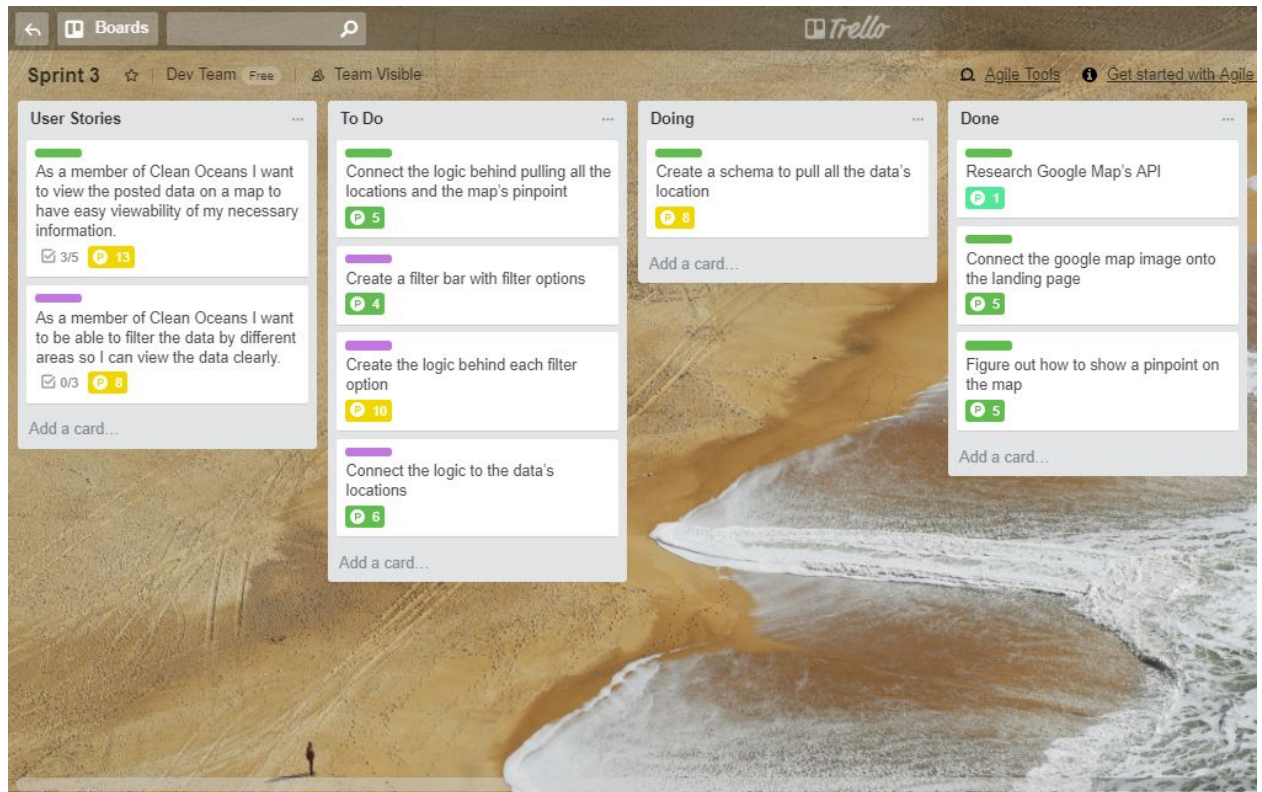 Boards
Trello
Sprint 3
Dev Team Free
Team Visible
Agile Tools
Get started with Agile
User Stories
As a member of Clean Oceans I want
to view the posted data on a map to
have easy viewability of my necessary
information.
3/5 P 13
As a member of Clean Oceans I want
to be able to filter the data by different
areas so I can view the data clearly.
0/3 P 8
Add a card...
To Do
Connect the logic behind pulling all the
locations and the map's pinpoint
P 5
Create a filter bar with filter options
P 4
Create the logic behind each filter
option
P 10
Connect the logic to the data's
locations
P 6
Add a card...
Doing
Create a schema to pull all the data's
location
P 8
Add a card...
Done
Research Google Map's API
P 1
Connect the google map image onto
the landing page
P 5
Figure out how to show a pinpoint on
the map
P 5
Add a card...